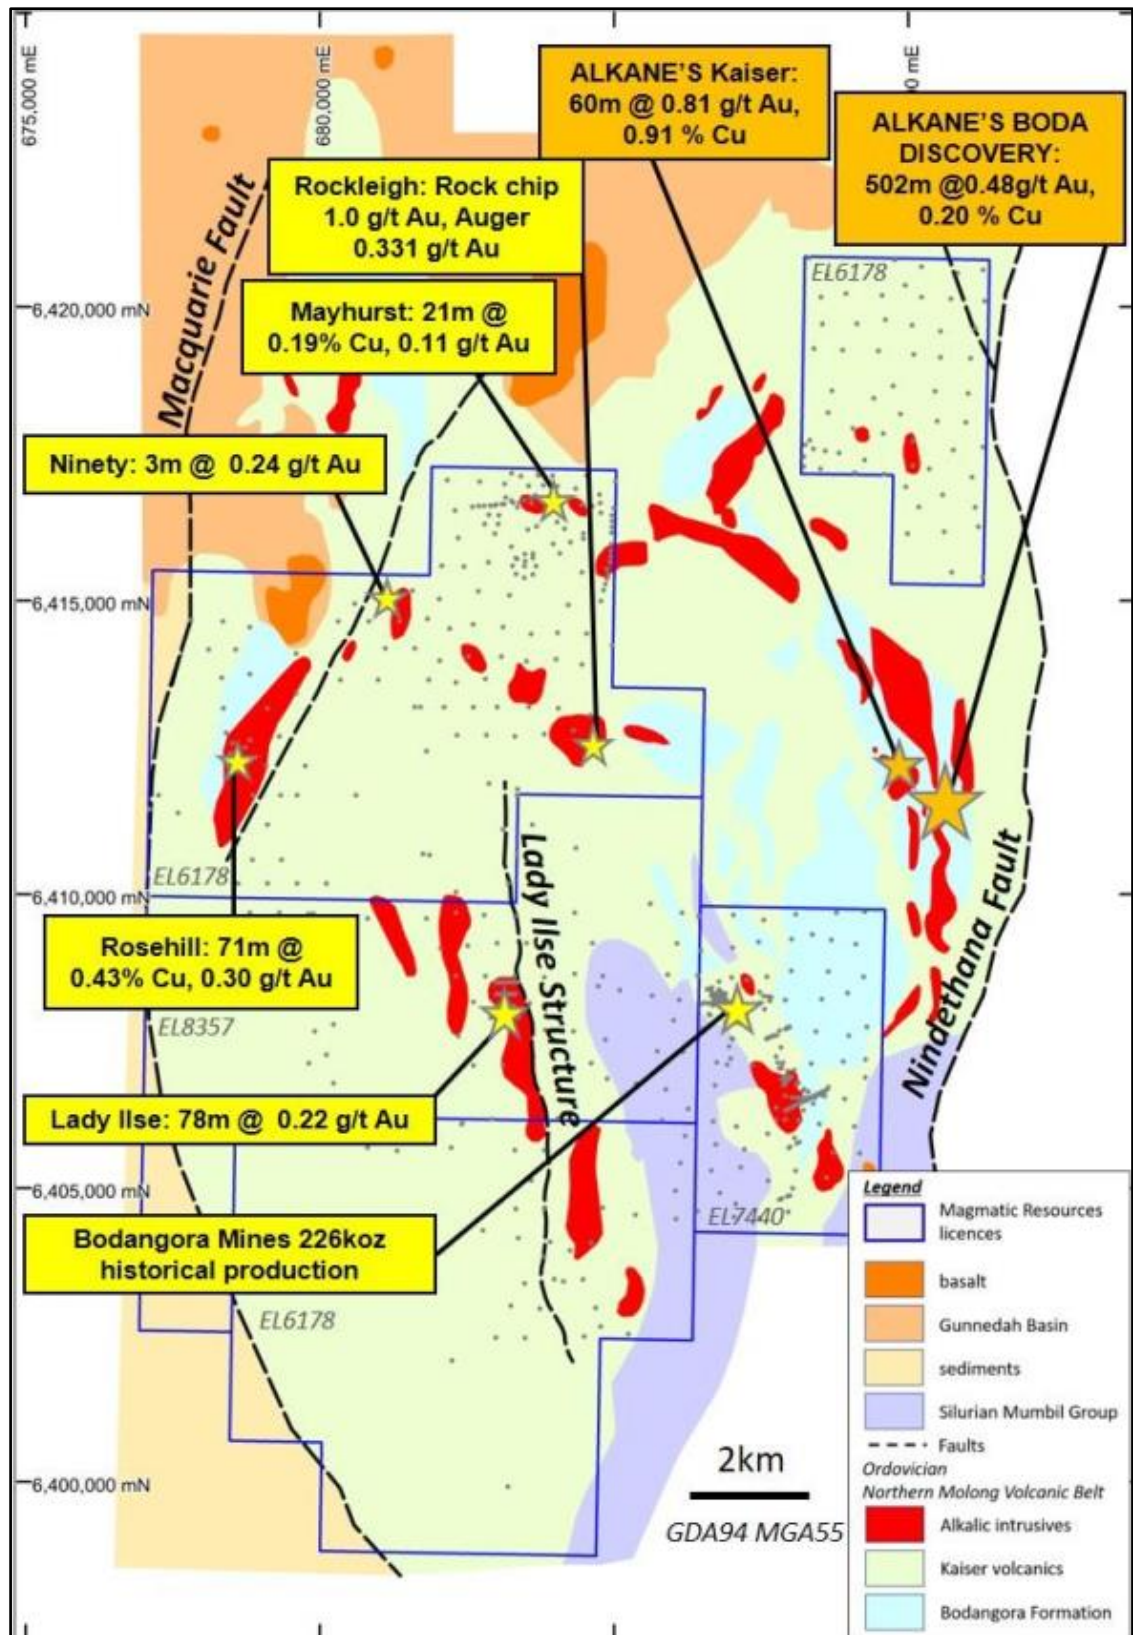 675,000 mE
680,000 mE
0 mE
ALKANE'S Kaiser:
60m @ 0.81 g/t Au,
0.91 % Cu
ALKANE'S BODA
DISCOVERY:
502m @0.48g/t Au,
0.20 % Cu
Rockleigh: Rock chip
1.0 g/t Au, Auger
0.331 g/t Au
Macquarie Fault
EL6178
6,420,000 mN
Mayhurst: 21m @
0.19% Cu, 0.11 g/t Au
Ninety: 3m @ 0.24 g/t Au
6,415,000 mN
Lady Ilse Structure
Nindethana Fault
EL6178
6,410,000 mN
Rosehill: 71m @
0.43% Cu, 0.30 g/t Au
EL8357
Lady Ilse: 78m @ 0.22 g/t Au
6,405,000 mN
EL7440
Bodangora Mines 226koz
historical production
EL6178
6,400,000 mN
2km
GDA94 MGA55
Legend
Magmatic Resources
licences
basalt
Gunnedah Basin
sediments
Silurian Mumbil Group
Faults
Ordovician
Northern Molong Volcanic Belt
Alkalic intrusives
Kaiser volcanics
Bodangora Formation